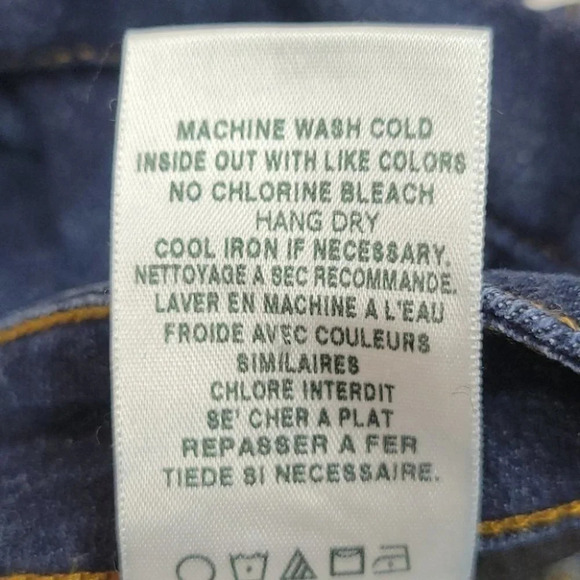 MACHINE WASH COLD
INSIDE OUT WITH LIKE COLORS
NO CHLORINE BLEACH
HANG DRY
COOL IRON IF NECESSARY.
NETTOYAGE A SEC RECOMMANDE.
LAVER EN MACHINE A L'EAU
FROIDE AVEC COULEURS
SIMILAIRES
CHLORE INTERDIT
SE' CHER A PLAT
REPASSER A FER
TIEDE SI NECESSAIRE.